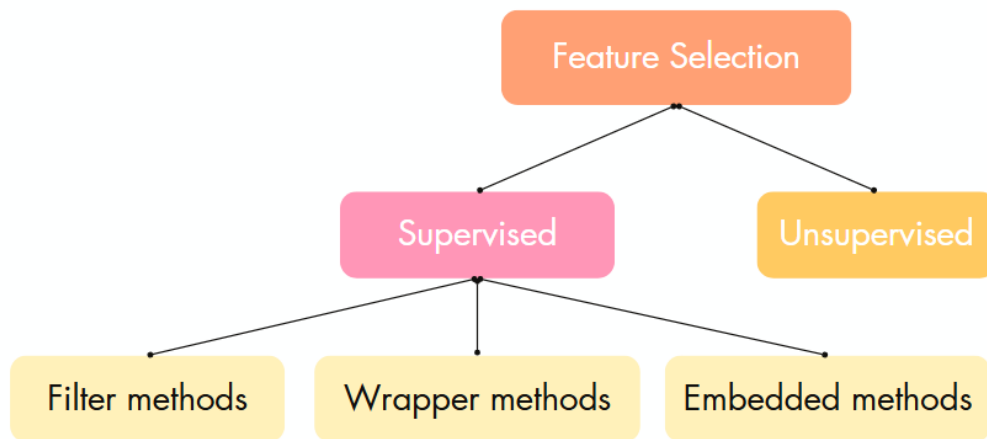 Feature Selection
Supervised
Unsupervised
Filter methods
Wrapper methods
Embedded methods